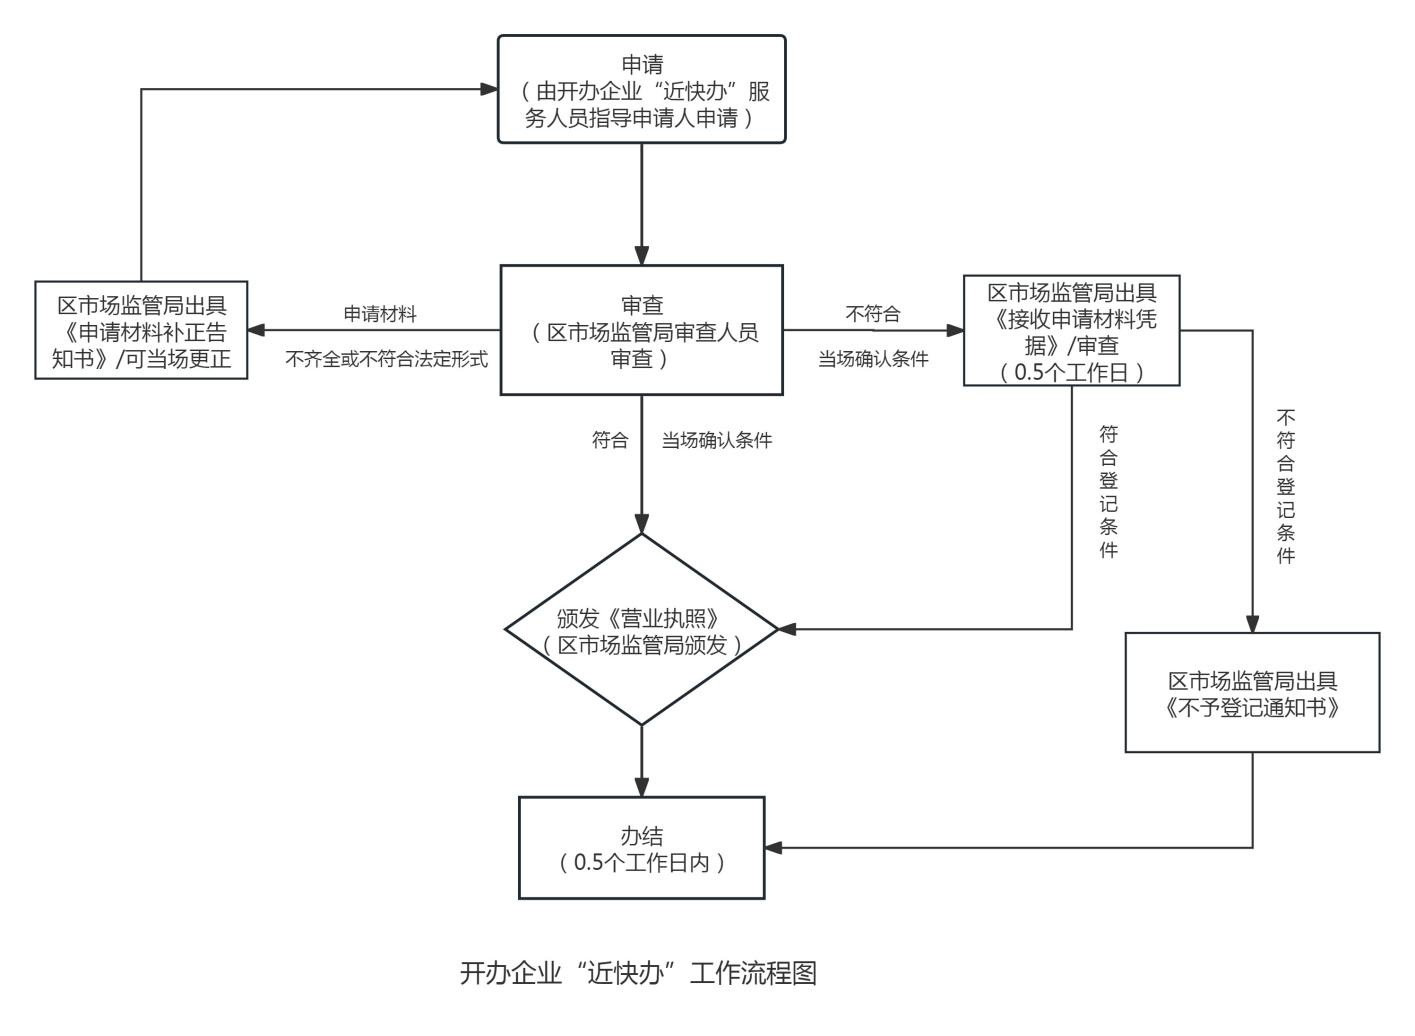 申请
（由开办企业“近快办”服
务人员指导申请人申请）
区市场监管局出具
《申请材料补正告
知书》/可当场更正
申请材料
不齐全或不符合法定形式
审查
（区市场监管局审查人员
审查）
不符合
当场确认条件
区市场监管局出具
《接收申请材料凭
据》/审查
（0.5个工作日）
符合 当场确认条件
符
合
登
记
条
件
不
符
合
登
记
条
件
颁发《营业执照》
（区市场监管局颁发）
区市场监管局出具
《不予登记通知书》
办结
（0.5个工作日内）
开办企业“近快办”工作流程图